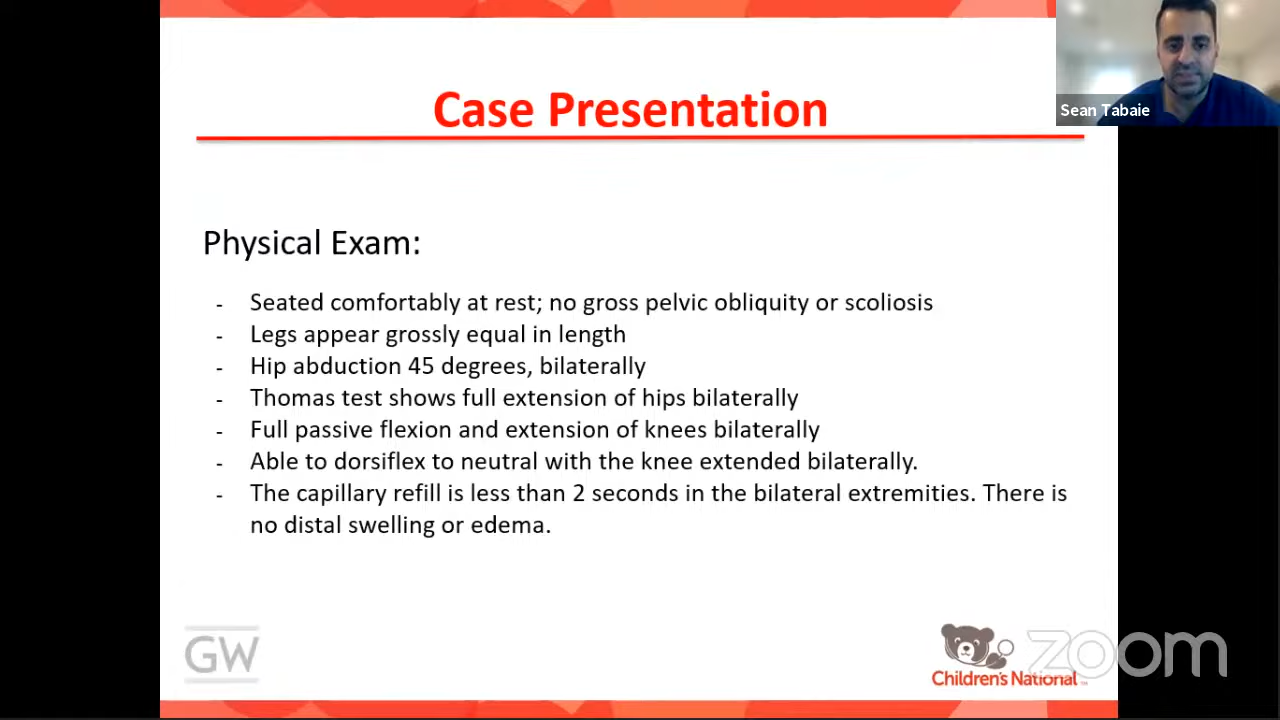 Case Presentation
Sean Tabaie
Physical Exam:
- Seated comfortably at rest; no gross pelvic obliquity or scoliosis
- Legs appear grossly equal in length
- Hip abduction 45 degrees, bilaterally
- Thomas test shows full extension of hips bilaterally
- Full passive flexion and extension of knees bilaterally
- Able to dorsiflex to neutral with the knee extended bilaterally.
- The capillary refill is less than 2 seconds in the bilateral extremities. There is
no distal swelling or edema.
GW
Children's National
zoom